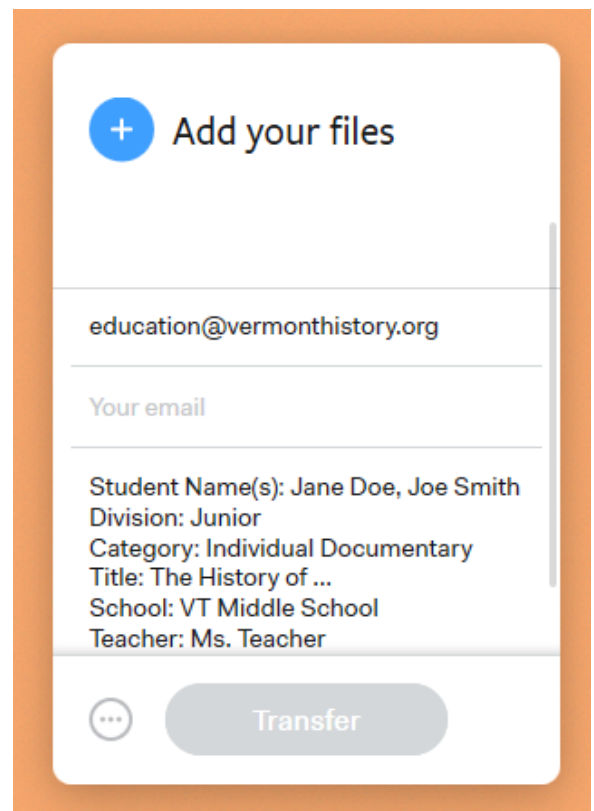 Add your files
education@vermonthistory.org
Your email
Student Name(s): Jane Doe, Joe Smith
Division: Junior
Category: Individual Documentary
Title: The History of ...
School: VT Middle School
Teacher: Ms. Teacher
Transfer